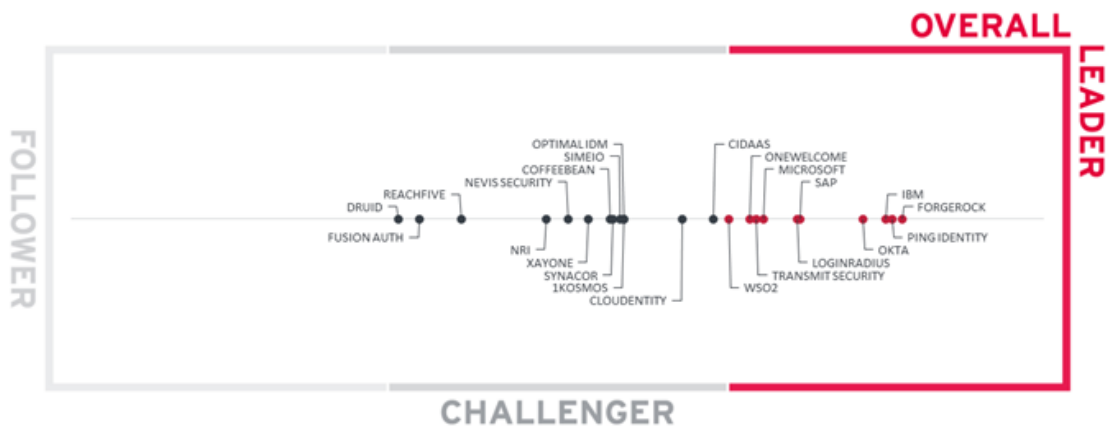 OVERALL
LEADER
FOLLOWER
OPTIMAL IDM
CIDAAS
SIMEIO
ONEWELCOME
COFFEEBEAN
MICROSOFT
NEVIS SECURITY
SAP
REACHFIVE
IBM
DRUID
FORGEROCK
FUSION AUTH
PING IDENTITY
NRI
OKTA
XAYONE
LOGINRADIUS
SYNACOR
TRANSMIT SECURITY
1KOSMOS
WSO2
CLOUDENTITY
CHALLENGER